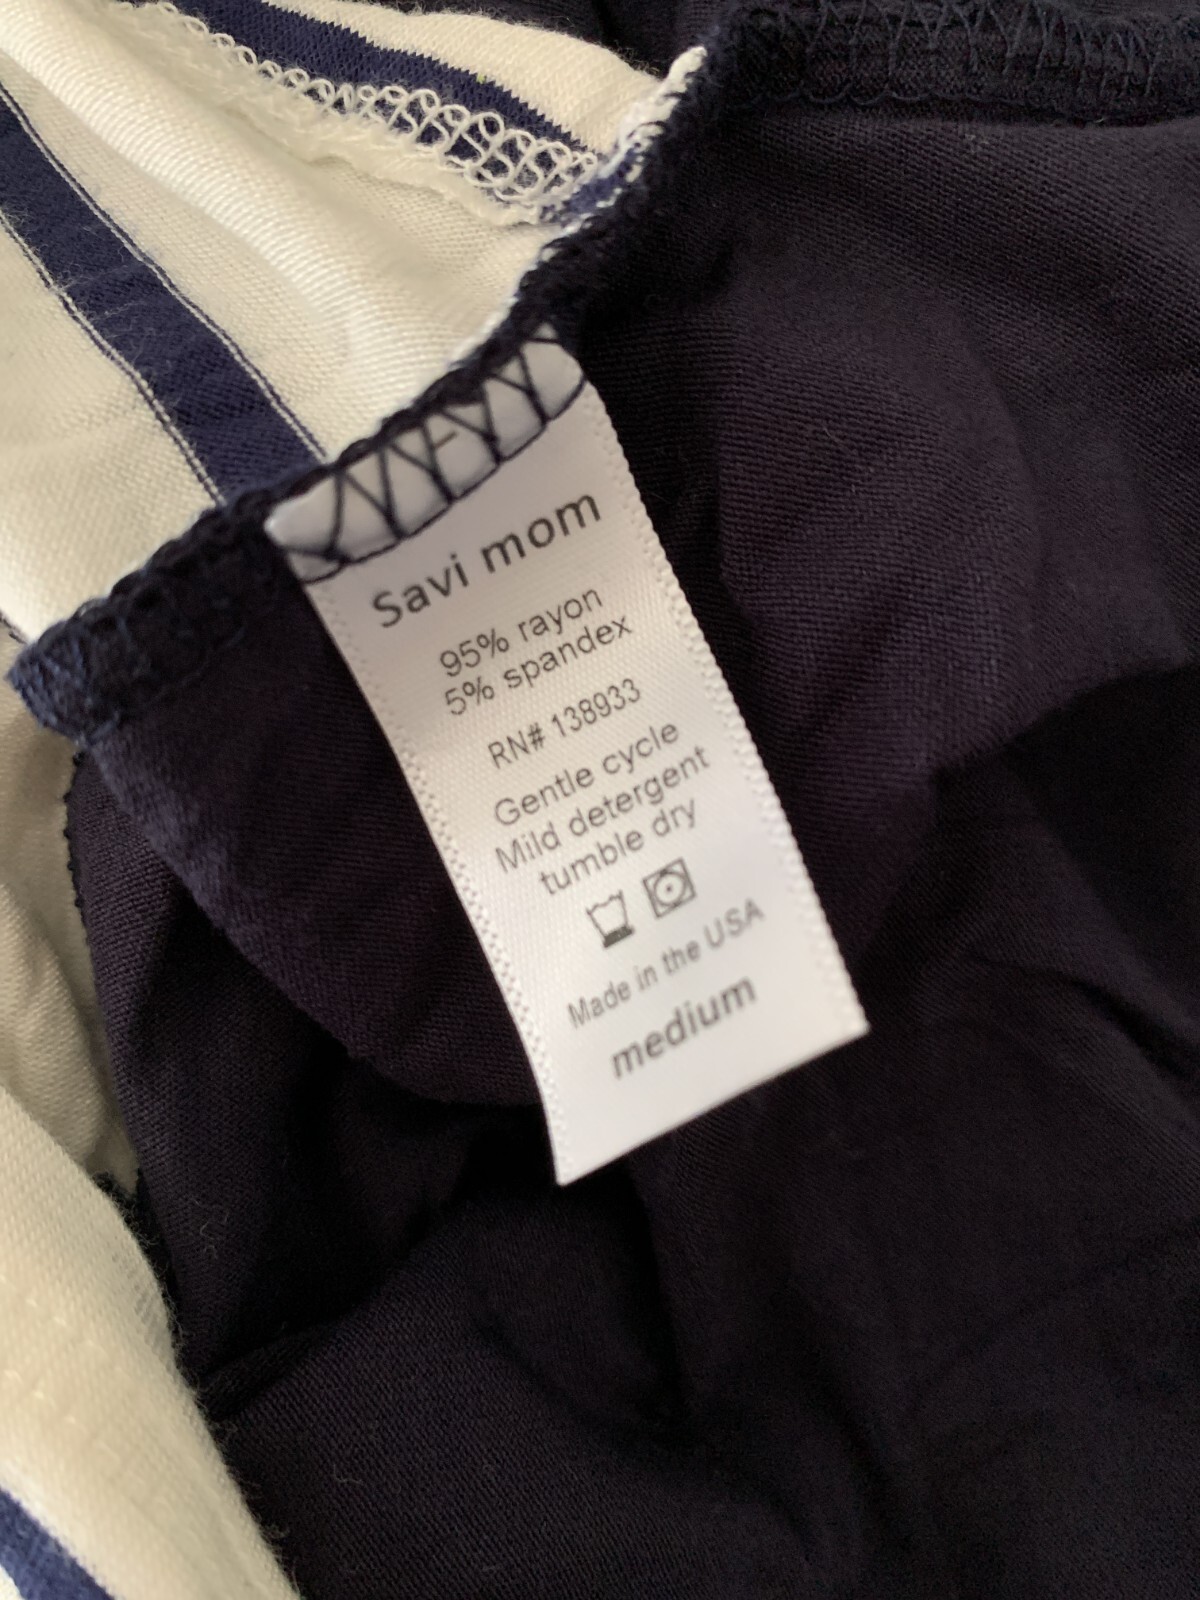 Savi mom
95% rayon
5% spandex
RN# 138933
Gentle cycle
Mild detergent
tumble dry
Made in the USA
medium